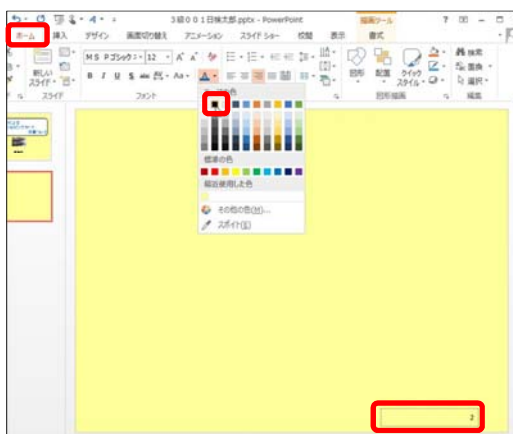 3級001日検太郎.pptx - PowerPoint
描画ツール
ホーム 挿入 デザイン 画面切り替え アニメーション スライド ショー 校閲 表示 書式
新しい
スライド
MS Pゴシック 12
図形 配置 クイック
スタイル
検索
置換
選択
スライド フォント 図形描画 編集
標準の色
最近使用した色
その他の色(M)...
スポイト(E)
2